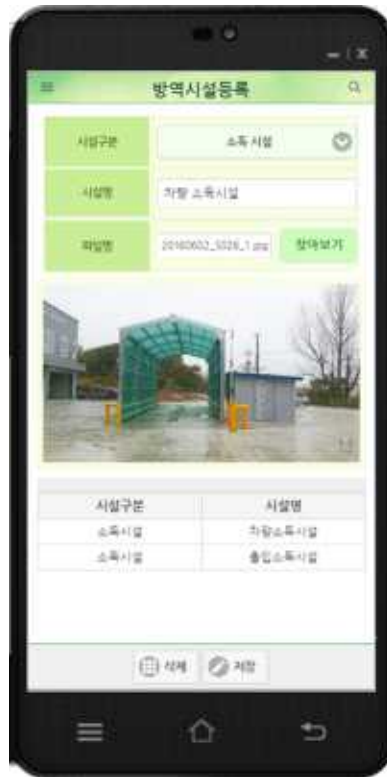 방역시설등록
시설구분 소독 시설
시설명 차량 소독시설
파일명 찾아보기
시설구분 시설명
소독시설 차량소독시설
소독시설 출입소독시설
삭제 저장